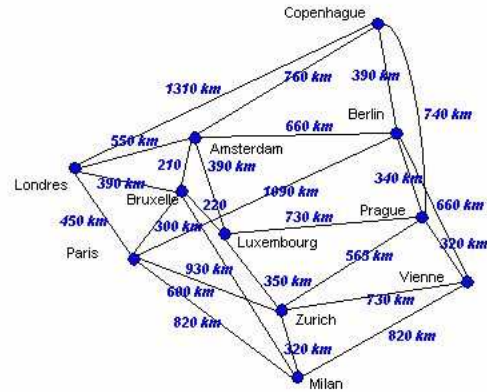 Copenhague
760 km
390 km
1310 km
Berlin
740 km
550 km
660 km
Amsterdam
210
390 km
340 km
Londres
390 km
1090 km
Bruxelle
220
660 km
450 km
300 km
730 km
Prague
Luxembourg
320 km
Paris
930 km
565 km
350 km
Vienne
600 km
730 km
Zurich
820 km
320 km
820 km
Milan